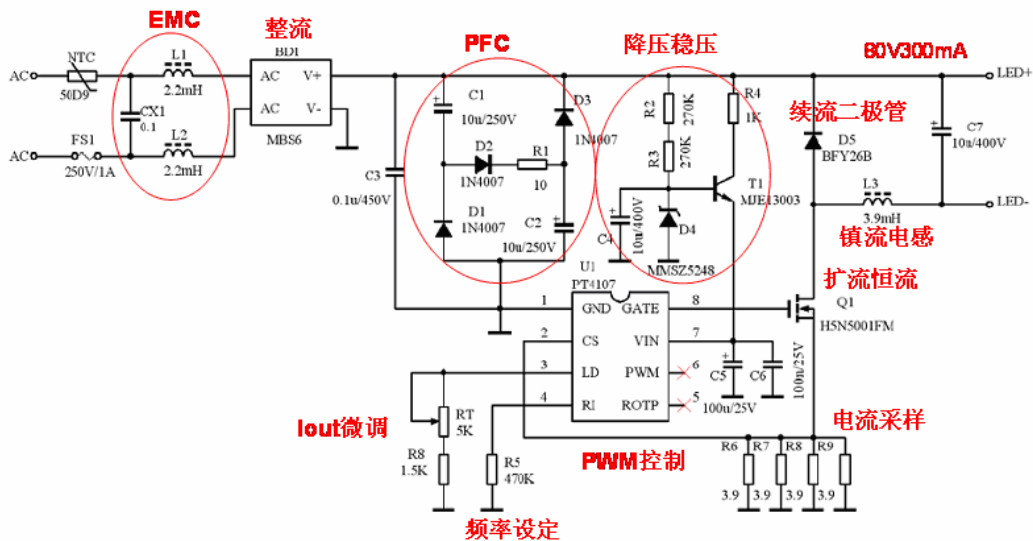 EMC
整流
PFC
降压稳压
60V300mA
AC
NTC
50D9
L1
2.2mH
CX1
0.1
L2
2.2mH
AC
FS1
250V/1A
BD1
AC
V+
AC
V-
MBS6
C3
0.1u/450V
C1
10u/250V
D3
1N4007
D2
1N4007
R1
10
D1
1N4007
C2
10u/250V
R2
270K
R3
270K
R4
1K
C4
10u/400V
D4
MMSZ5248
T1
MJE13003
续流二极管
D5
BFY26B
C7
10u/400V
LED+
L3
3.9mH
LED-
镇流电感
扩流恒流
Q1
H5N5001FM
U1
PT4107
1
GND
GATE
8
2
CS
VIN
7
3
LD
PWM
6
4
RI
ROTP
5
C5
100u/25V
C6
100n/25V
Iout微调
RT
5K
R8
1.5K
R5
470K
频率设定
PWM控制
电流采样
R6
R7
R8
R9
3.9
3.9
3.9
3.9